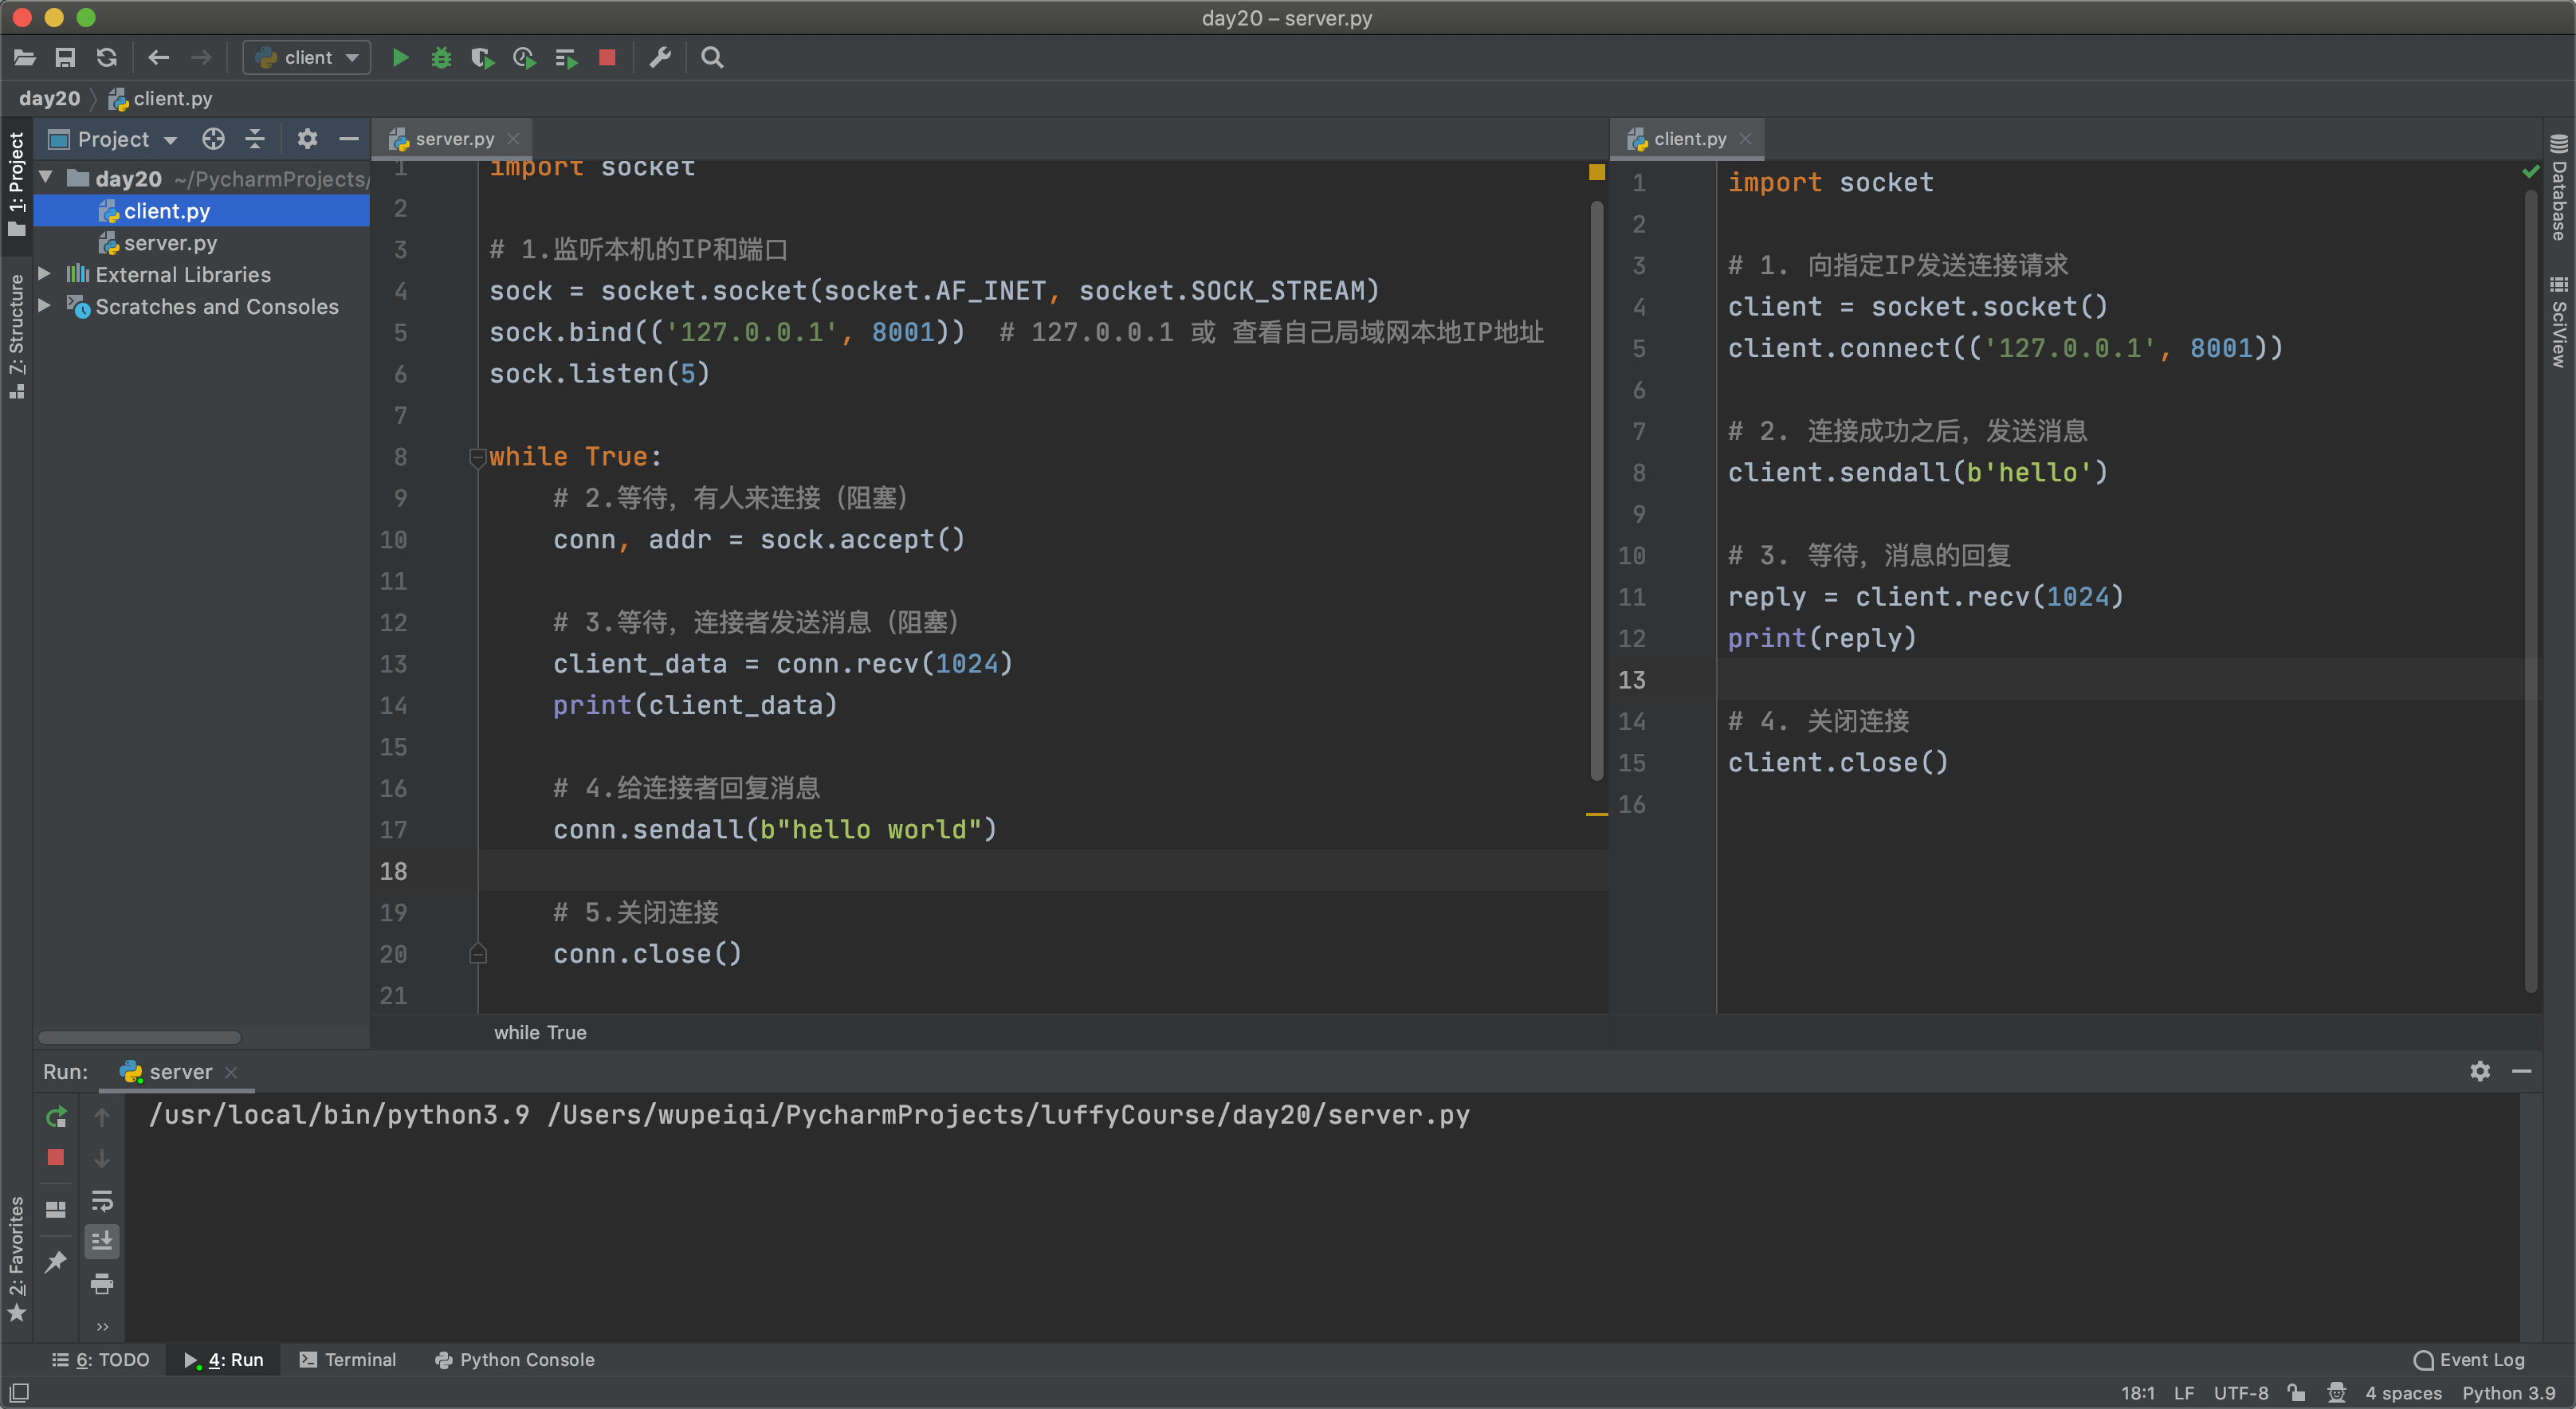 day20 – server.py
client
day20 client.py
1: Project
Project
day20 ~/PycharmProjects/
client.py
server.py
External Libraries
Scratches and Consoles
7: Structure
2: Favorites
server.py
1 import socket
2
3 # 1.监听本机的IP和端口
4 sock = socket.socket(socket.AF_INET, socket.SOCK_STREAM)
5 sock.bind(('127.0.0.1', 8001))  # 127.0.0.1 或 查看自己局域网本地IP地址
6 sock.listen(5)
7
8 while True:
9     # 2.等待，有人来连接（阻塞）
10     conn, addr = sock.accept()
11
12     # 3.等待，连接者发送消息（阻塞）
13     client_data = conn.recv(1024)
14     print(client_data)
15
16     # 4.给连接者回复消息
17     conn.sendall(b"hello world")
18
19     # 5.关闭连接
20     conn.close()
21
while True
client.py
1 import socket
2
3 # 1. 向指定IP发送连接请求
4 client = socket.socket()
5 client.connect(('127.0.0.1', 8001))
6
7 # 2. 连接成功之后，发送消息
8 client.sendall(b'hello')
9
10 # 3. 等待，消息的回复
11 reply = client.recv(1024)
12 print(reply)
13
14 # 4. 关闭连接
15 client.close()
16
Database
SciView
Run: server
/usr/local/bin/python3.9 /Users/wupeiqi/PycharmProjects/luffyCourse/day20/server.py
6: TODO 4: Run Terminal Python Console Event Log
18:1 LF UTF-8 4 spaces Python 3.9